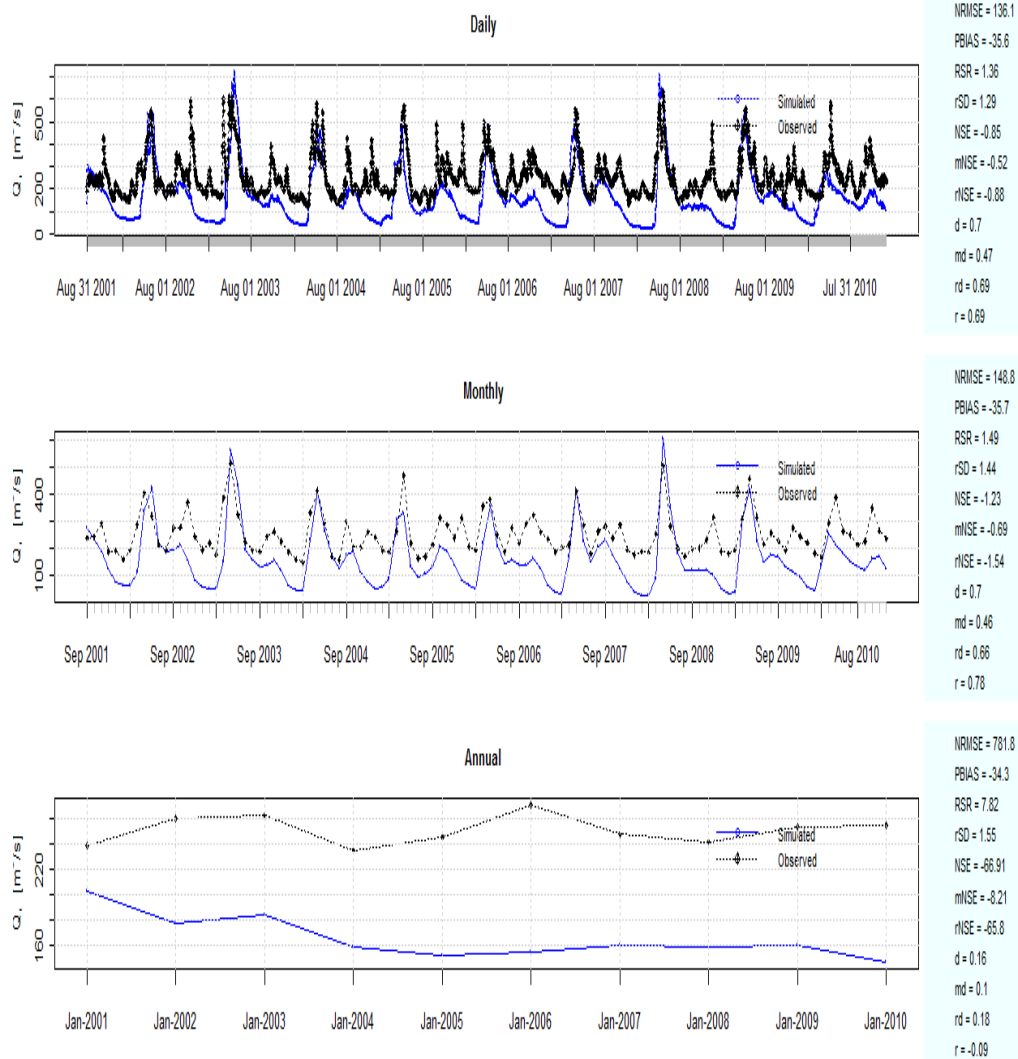 Daily
Q, [m^/s]
0 200 500
Simulated
Observed
Aug 31 2001 Aug 01 2002 Aug 01 2003 Aug 01 2004 Aug 01 2005 Aug 01 2006 Aug 01 2007 Aug 01 2008 Aug 01 2009 Jul 31 2010
NRMSE = 136.1
PBIAS = -35.6
RSR = 1.36
rSD = 1.29
NSE = -0.85
mNSE = -0.52
rNSE = -0.88
d = 0.7
md = 0.47
rd = 0.69
r = 0.69
Monthly
Q, [m^/s]
100 400
Simulated
Observed
Sep 2001 Sep 2002 Sep 2003 Sep 2004 Sep 2005 Sep 2006 Sep 2007 Sep 2008 Sep 2009 Aug 2010
NRMSE = 148.8
PBIAS = -35.7
RSR = 1.49
rSD = 1.44
NSE = -1.23
mNSE = -0.69
rNSE = -1.54
d = 0.7
md = 0.46
rd = 0.66
r = 0.78
Annual
Q, [m^/s]
160 220
Simulated
Observed
Jan-2001 Jan-2002 Jan-2003 Jan-2004 Jan-2005 Jan-2006 Jan-2007 Jan-2008 Jan-2009 Jan-2010
NRMSE = 781.8
PBIAS = -34.3
RSR = 7.82
rSD = 1.55
NSE = -66.91
mNSE = -8.21
rNSE = -65.8
d = 0.16
md = 0.1
rd = 0.18
r = -0.09